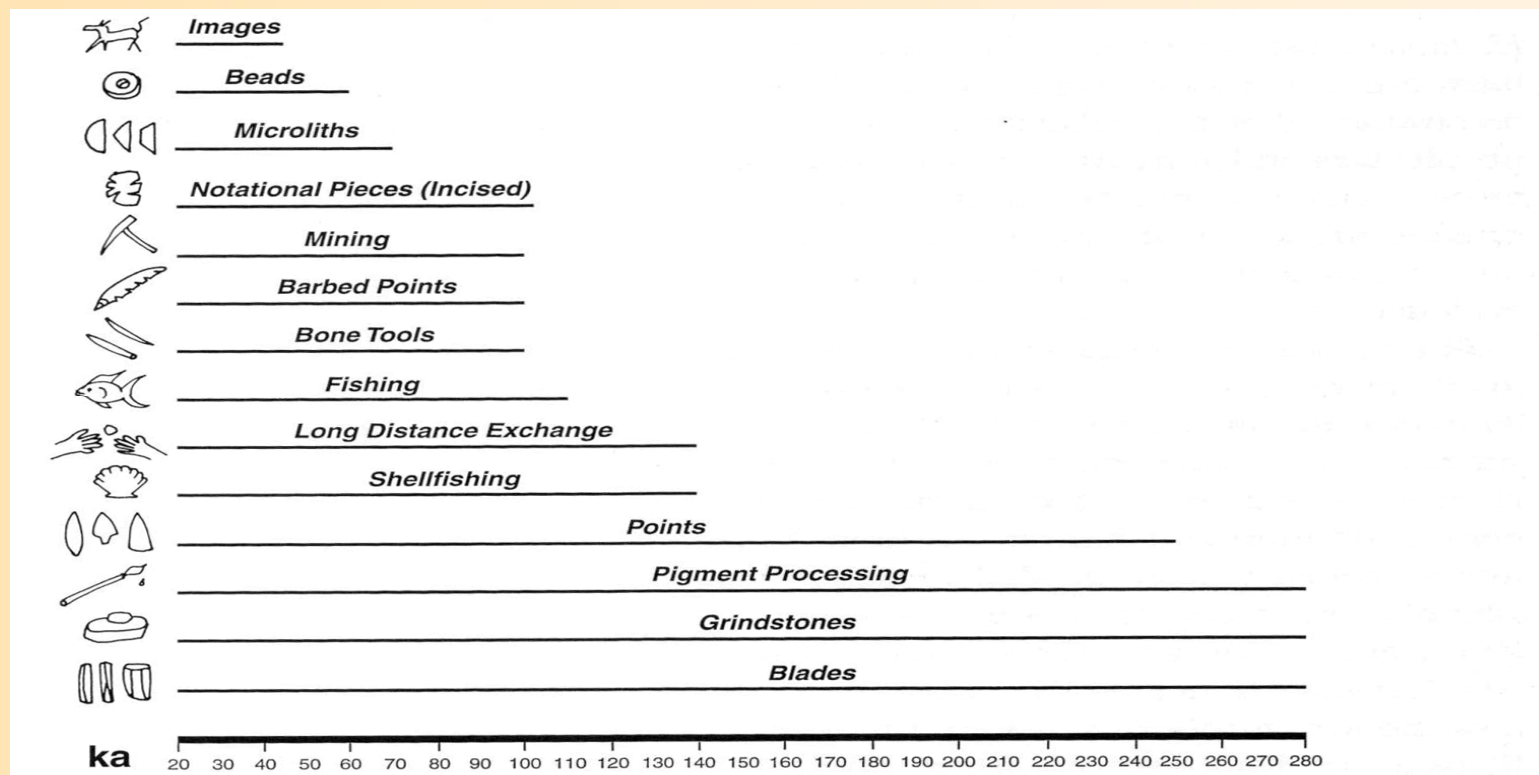 Images
Beads
Microliths
Notational Pieces (Incised)
Mining
Barbed Points
Bone Tools
Fishing
Long Distance Exchange
Shellfishing
Points
Pigment Processing
Grindstones
Blades
ka 20 30 40 50 60 70 80 90 100 110 120 130 140 150 160 170 180 190 200 210 220 230 240 250 260 270 280